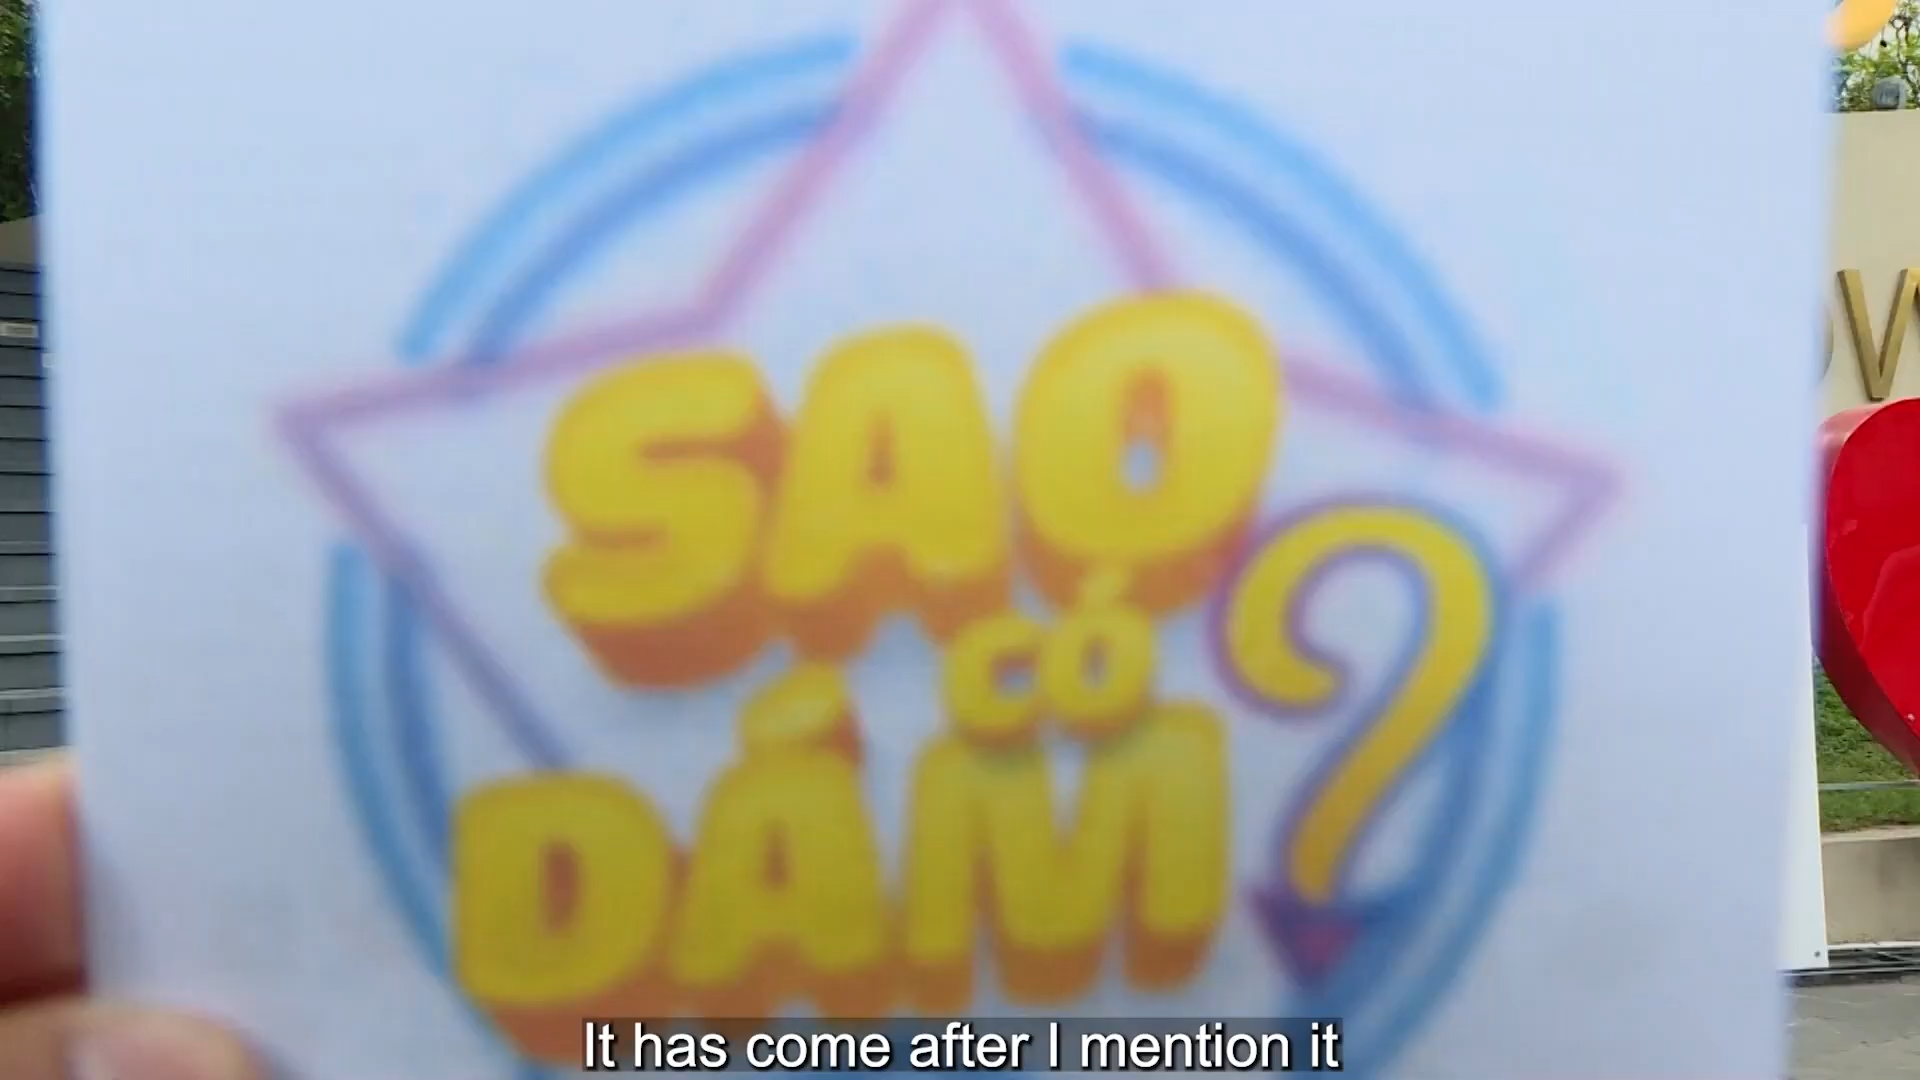 SAO
CÓ
DÁM?
It has come after I mention it